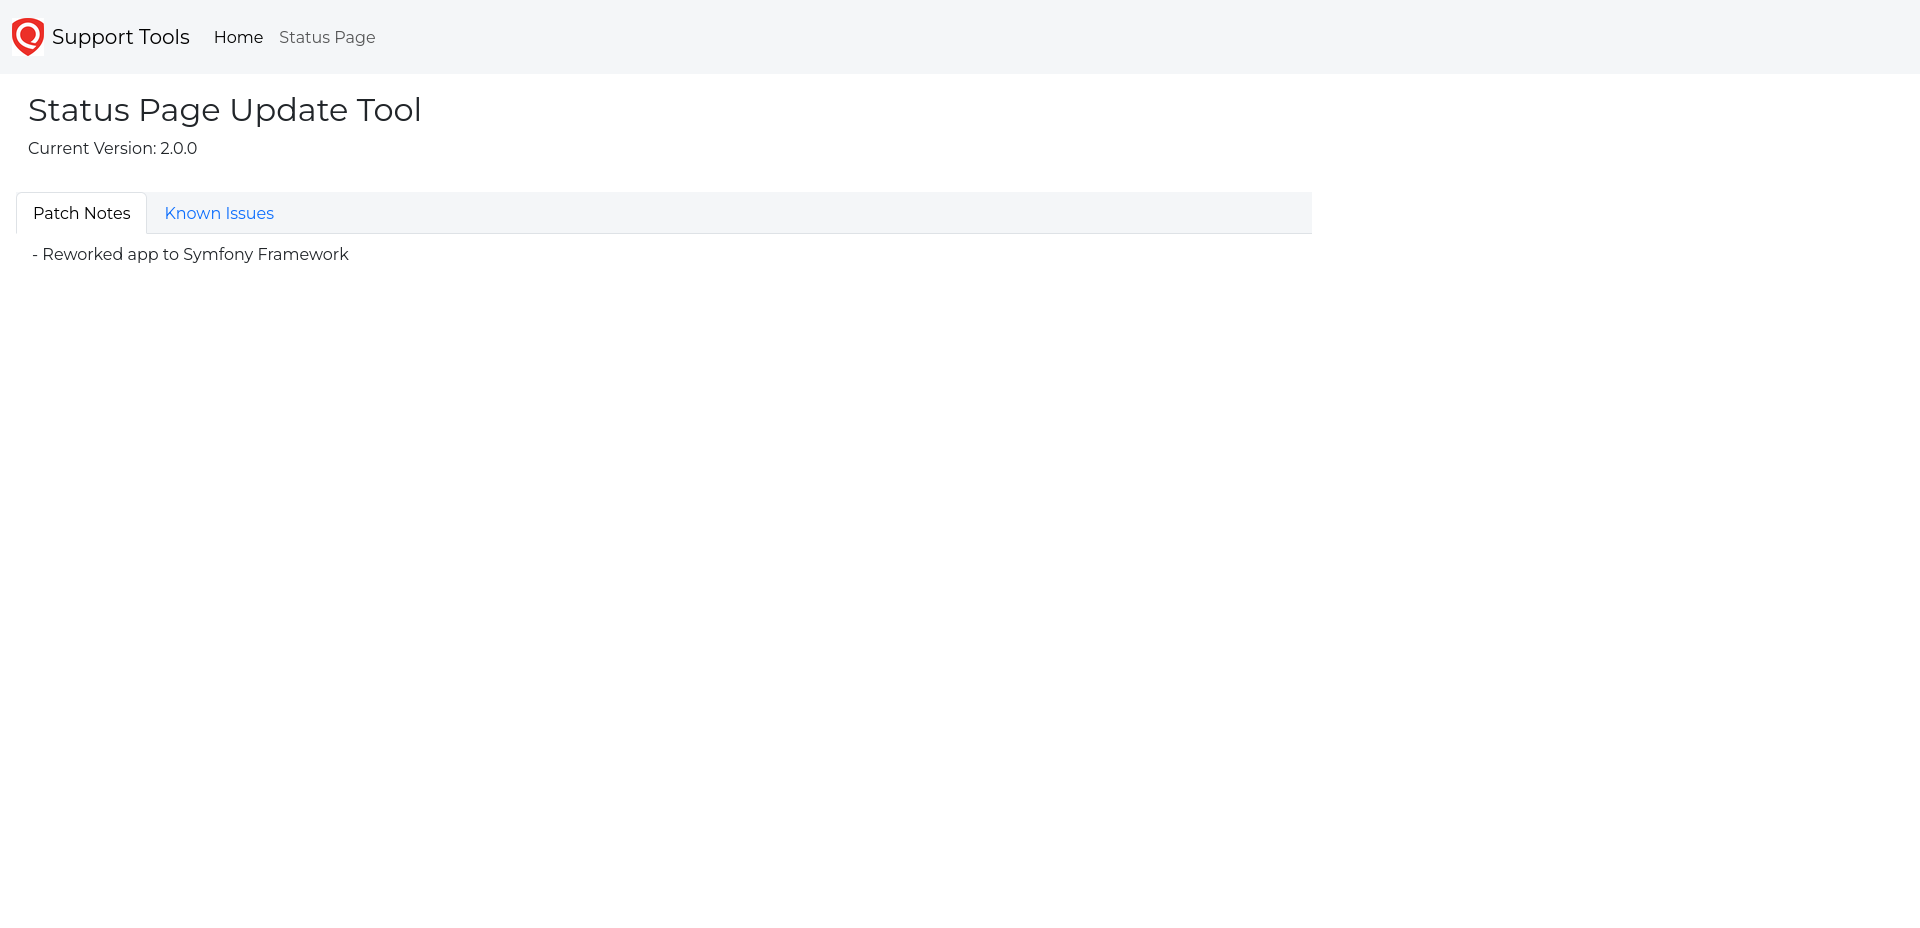 Support Tools Home Status Page
Status Page Update Tool
Current Version: 2.0.0
Patch Notes Known Issues
- Reworked app to Symfony Framework